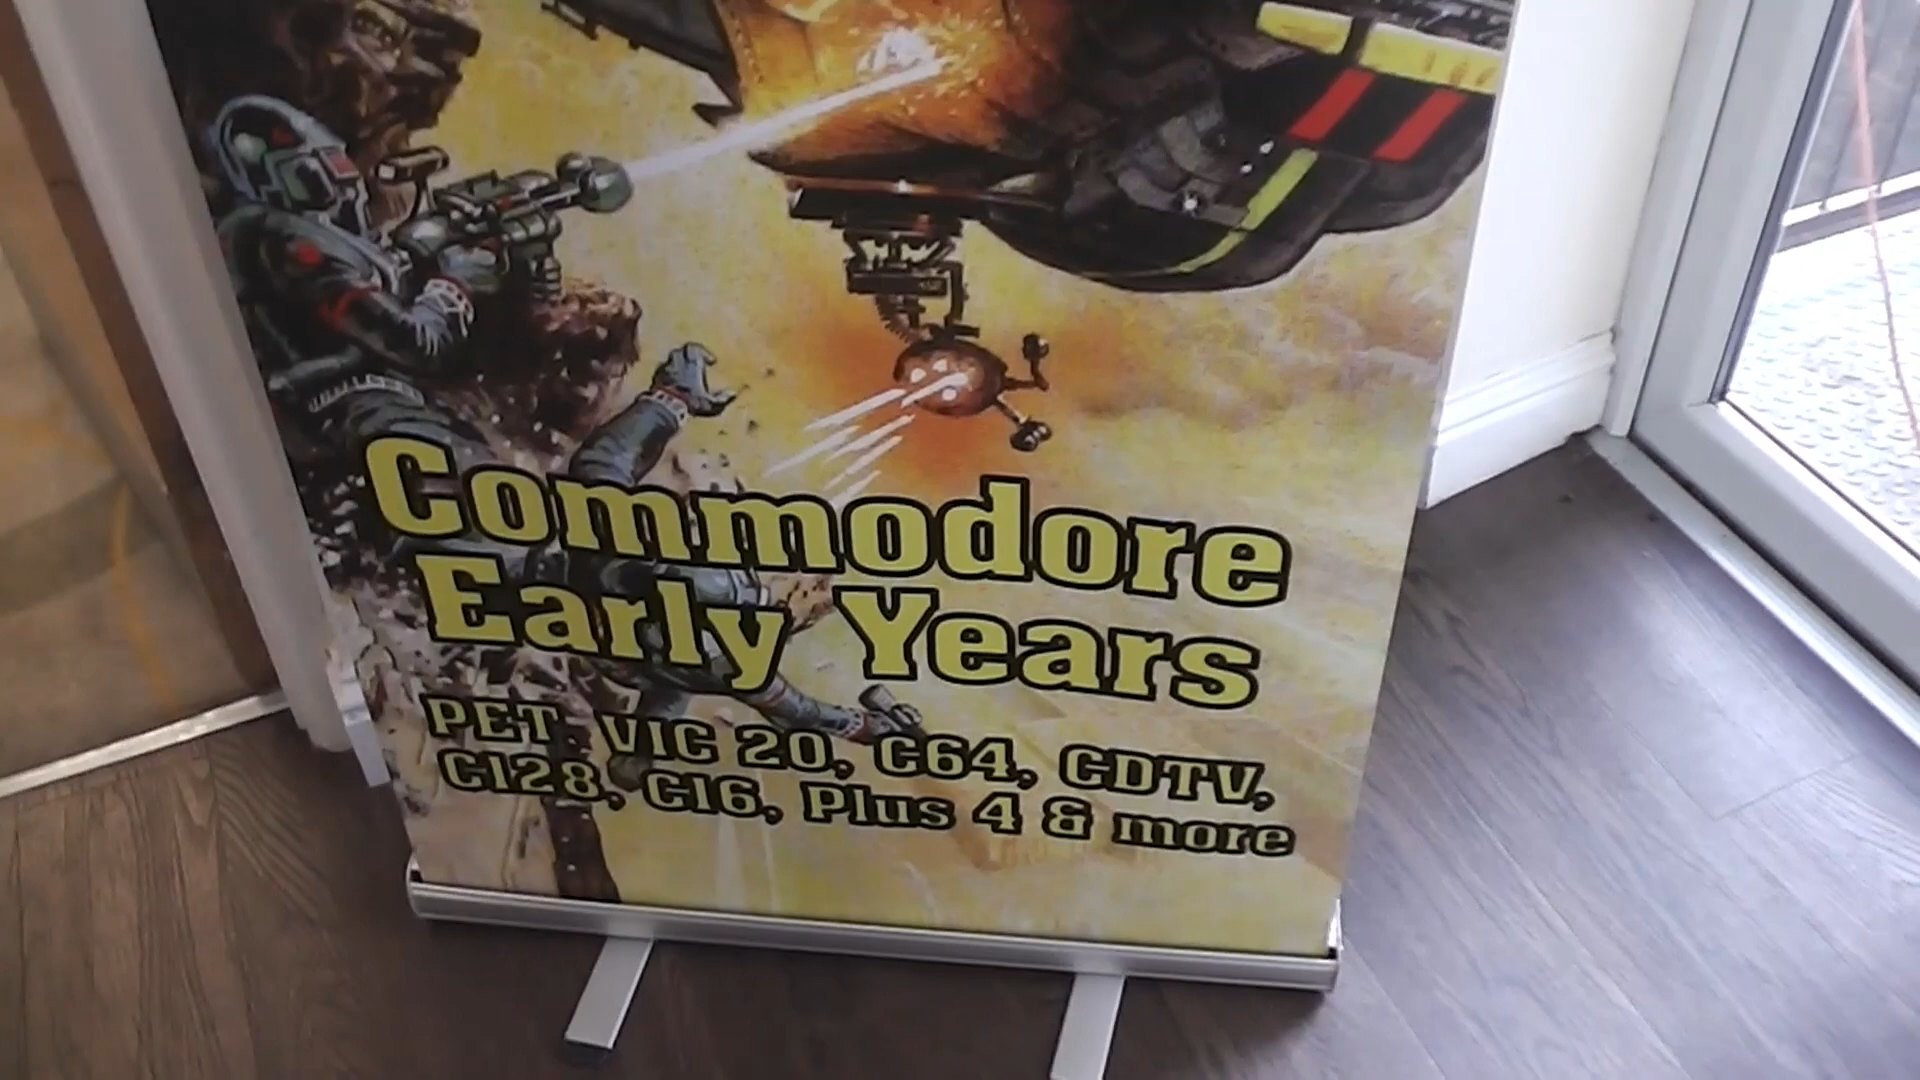 Commodore
Early Years
PET, VIC 20, C64, CDTV,
C128, C16, Plus 4 & more